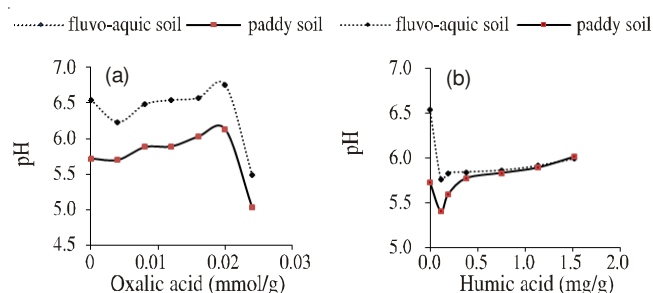 fluvo-aquic soil paddy soil fluvo-aquic soil paddy soil
(a)
7.0
6.5
6.0
5.5
5.0
4.5
pH
0 0.01 0.02 0.03
Oxalic acid (mmol/g)
(b)
7.0
6.5
6.0
5.5
5.0
pH
0.0 0.5 1.0 1.5 2.0
Humic acid (mg/g)